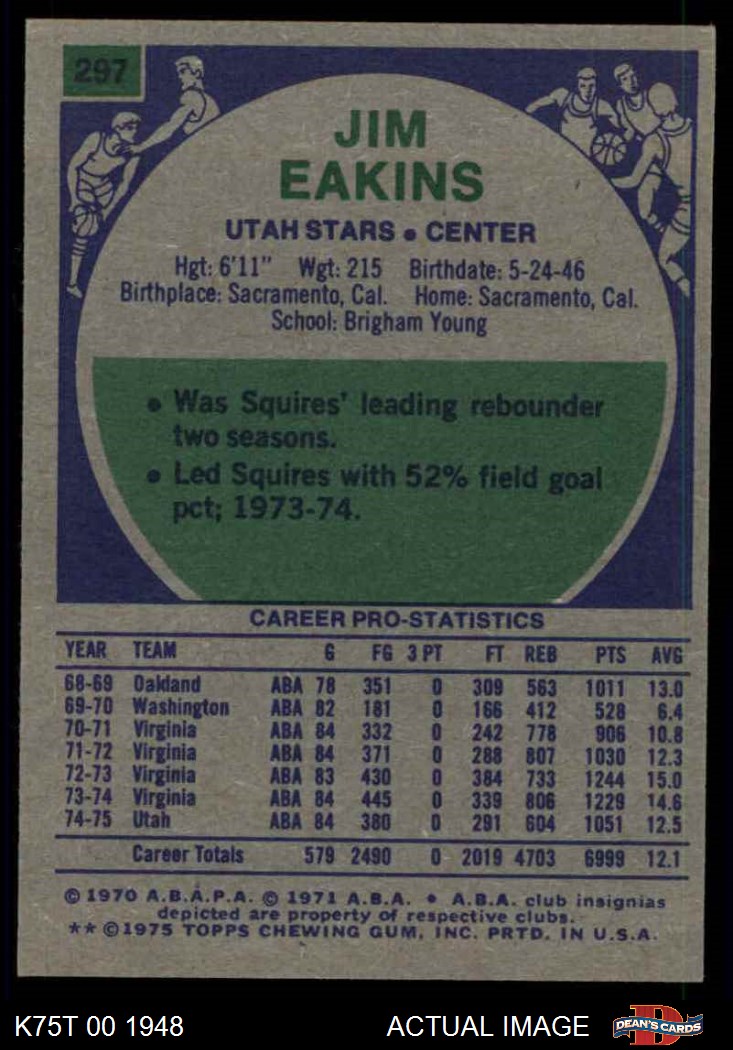 297
JIM
EAKINS
UTAH STARS • CENTER
Hgt: 6'11" Wgt: 215 Birthdate: 5-24-46
Birthplace: Sacramento, Cal. Home: Sacramento, Cal.
School: Brigham Young
• Was Squires' leading rebounder
two seasons.
• Led Squires with 52% field goal
pct; 1973-74.
CAREER PRO-STATISTICS
YEAR TEAM G FG 3 PT FT REB PTS AVG
68-69 Oakland ABA 78 351 0 309 563 1011 13.0
69-70 Washington ABA 82 181 0 166 412 528 6.4
70-71 Virginia ABA 84 332 0 242 778 906 10.8
71-72 Virginia ABA 84 371 0 288 807 1030 12.3
72-73 Virginia ABA 83 430 0 384 733 1244 15.0
73-74 Virginia ABA 84 445 0 339 806 1229 14.6
74-75 Utah ABA 84 380 0 291 604 1051 12.5
Career Totals 579 2490 0 2019 4703 6999 12.1
© 1970 A.B.A.P.A. © 1971 A.B.A. • A.B.A. club insignias
depicted are property of respective clubs.
** ©1975 TOPPS CHEWING GUM, INC. PRTD. IN U.S.A.
K75T 00 1948 ACTUAL IMAGE DEAN'S CARDS